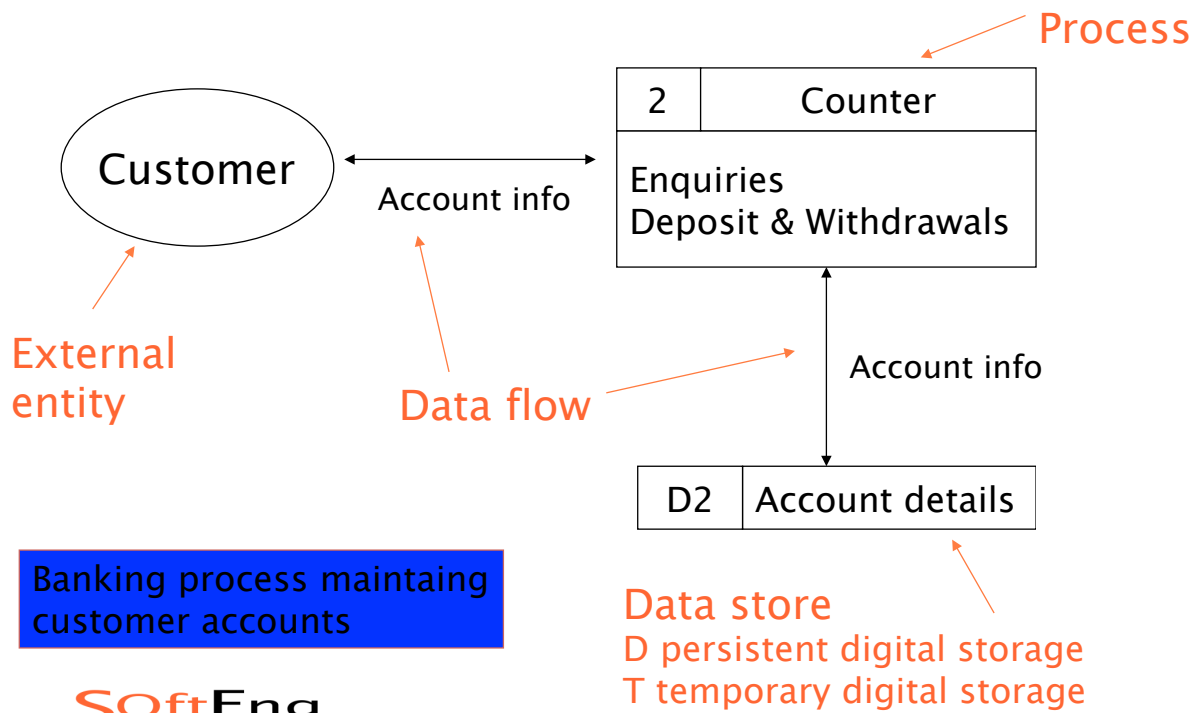 Process
2 Counter
Customer
Account info
Enquiries
Deposit & Withdrawals
External
entity
Data flow
Account info
D2 Account details
Banking process maintaing
customer accounts
Data store
D persistent digital storage
T temporary digital storage
SoftEng